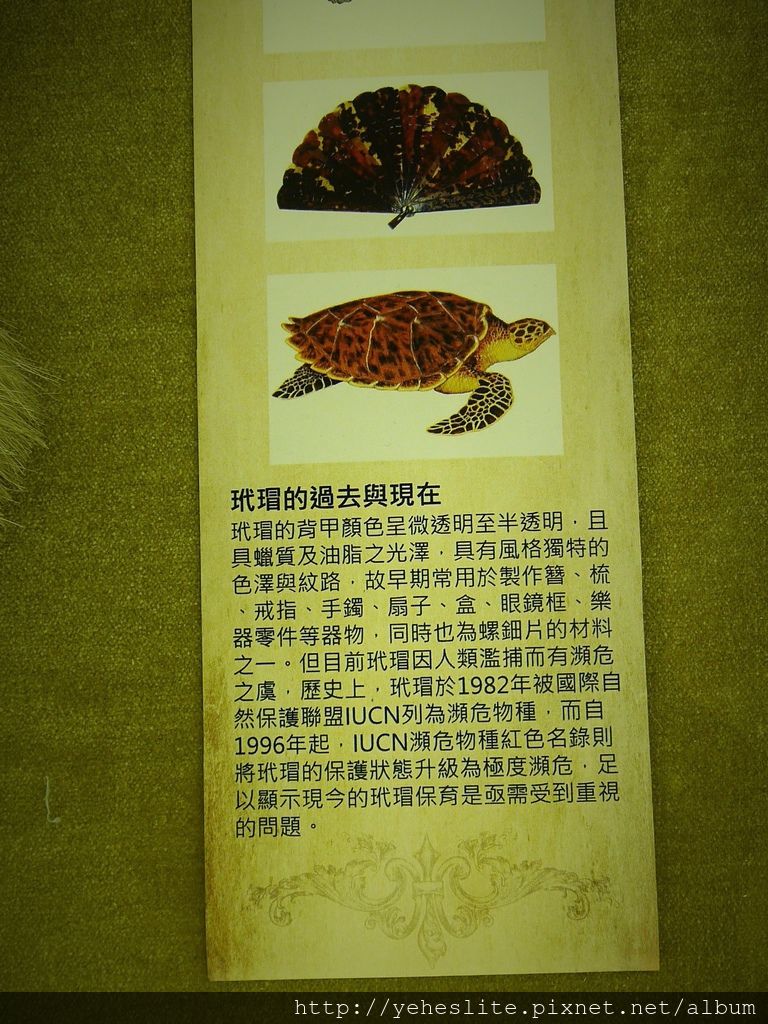 玳瑁的過去與現在
玳瑁的背甲顏色呈微透明至半透明，且
具蠟質及油脂之光澤，具有風格獨特的
色澤與紋路，故早期常用於製作簪、梳
、戒指、手鐲、扇子、盒、眼鏡框、樂
器零件等器物，同時也為螺鈿片的材料
之一。但目前玳瑁因人類濫捕而有瀕危
之虞，歷史上，玳瑁於1982年被國際自
然保護聯盟IUCN列為瀕危物種，而自
1996年起，IUCN瀕危物種紅色名錄則
將玳瑁的保護狀態升級為極度瀕危，足
以顯示現今的玳瑁保育是亟需受到重視
的問題。
http://yeheslite.pixnet.net/album